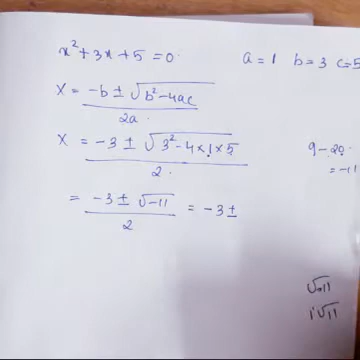 x² + 3x + 5 = 0. a = 1 b = 3 c = 5
x = (-b ± √(b² - 4ac)) / 2a.
x = (-3 ± √(3² - 4 × 1 × 5)) / 2.
9 - 20.
= -11
= (-3 ± √-11) / 2 = -3 ±
√11
i√11